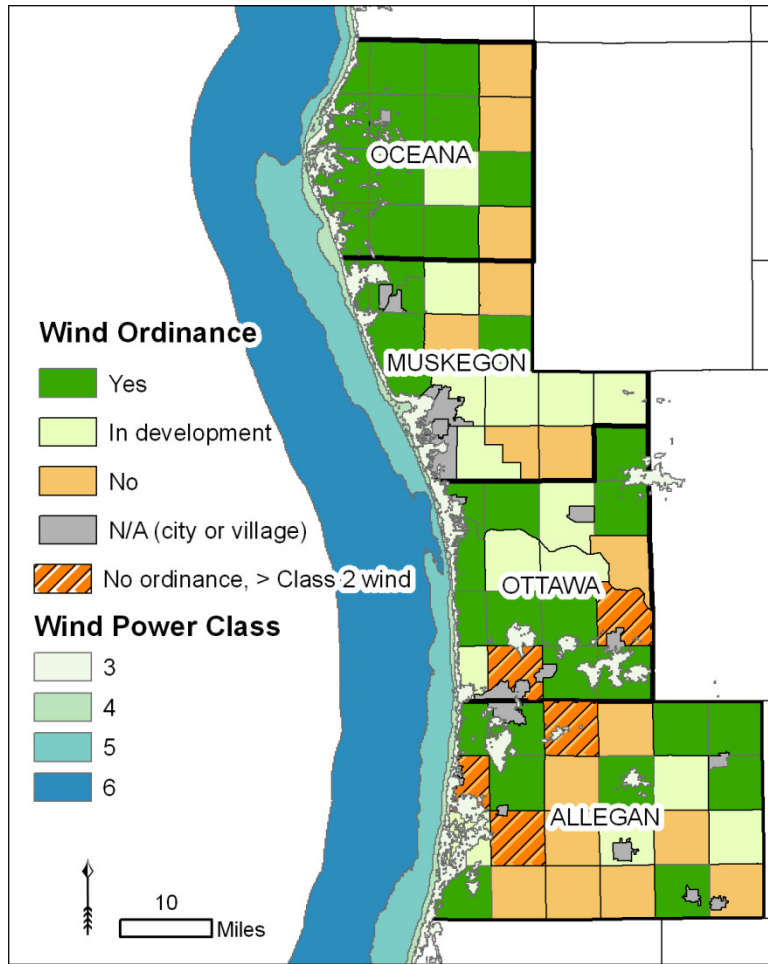 OCEANA
MUSKEGON
OTTAWA
ALLEGAN
Wind Ordinance
Yes
In development
No
N/A (city or village)
No ordinance, > Class 2 wind
Wind Power Class
3
4
5
6
10
Miles